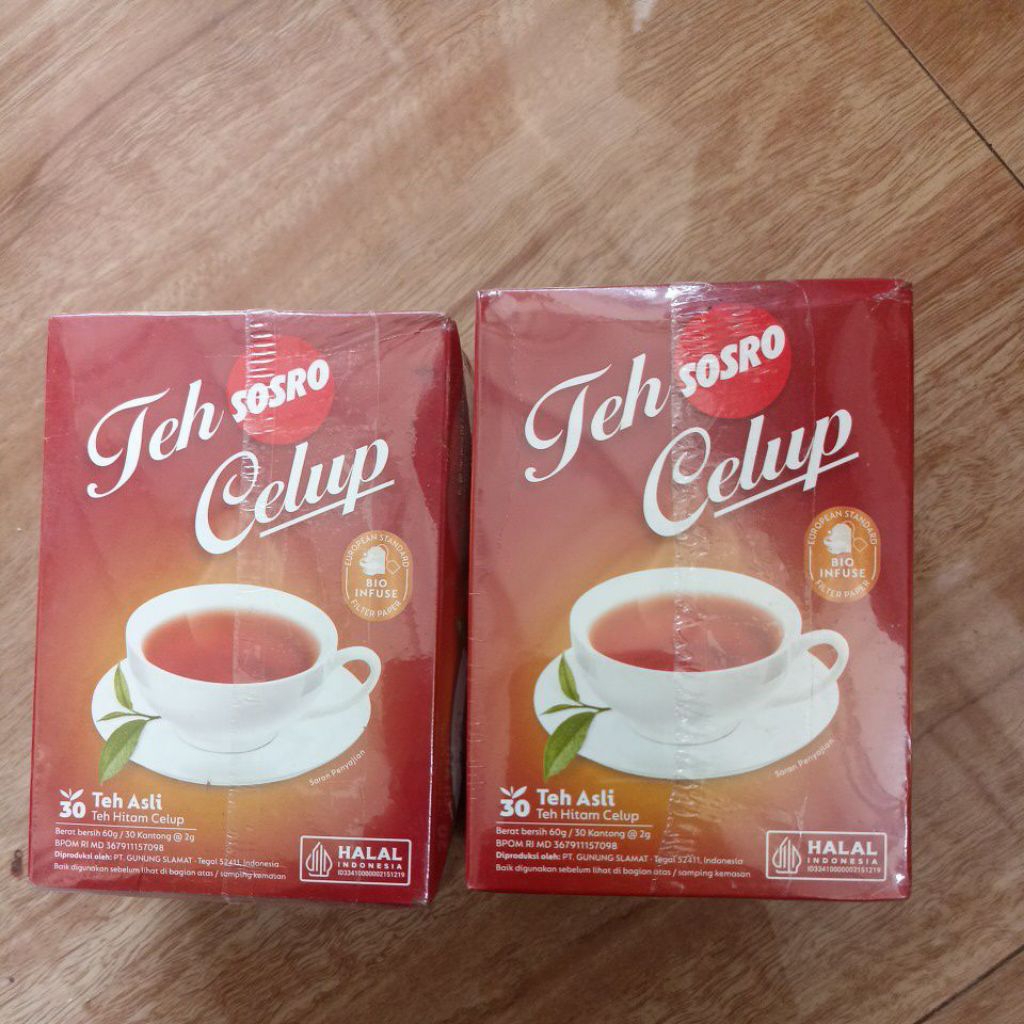 Teh SOSRO
Celup
EUROPEAN STANDARD
BIO
INFUSE
FILTER PAPER
Saran Penyajian
30 Teh Asli
Teh Hitam Celup
Berat bersih 60g / 30 Kantong @ 2g
BPOM RI MD 367911157098
Diproduksi oleh: PT. GUNUNG SLAMAT - Tegal 52411, Indonesia
Baik digunakan sebelum lihat di bagian atas / samping kemasan
HALAL
INDONESIA
ID33410000002151219
Teh SOSRO
Celup
EUROPEAN STANDARD
BIO
INFUSE
FILTER PAPER
Saran Penyajian
30 Teh Asli
Teh Hitam Celup
Berat bersih 60g / 30 Kantong @ 2g
BPOM RI MD 367911157098
Diproduksi oleh: PT. GUNUNG SLAMAT - Tegal 52411, Indonesia
Baik digunakan sebelum lihat di bagian atas / samping kemasan
HALAL
INDONESIA
ID33410000002151219